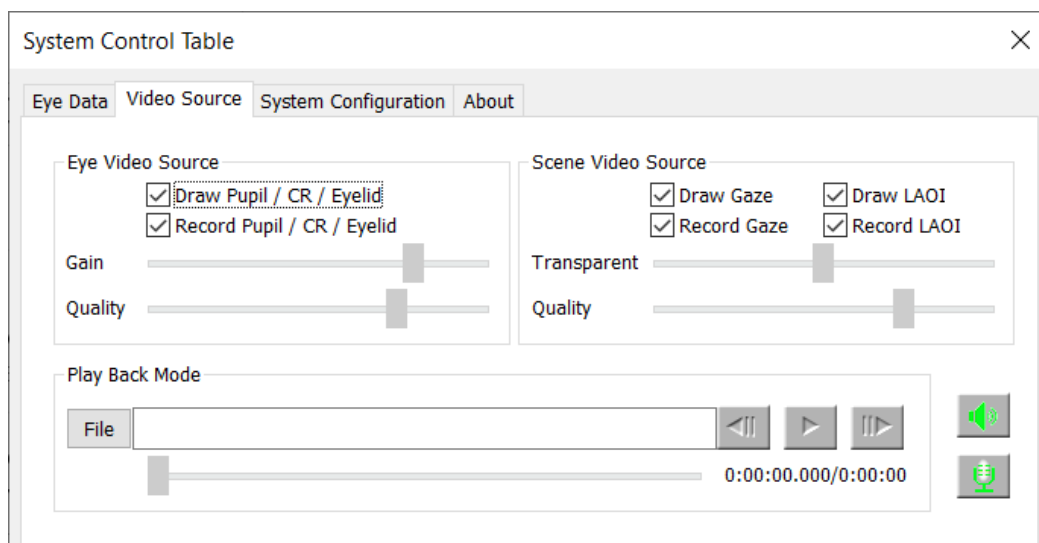 System Control Table
Eye Data Video Source System Configuration About
Eye Video Source
Draw Pupil / CR / Eyelid
Record Pupil / CR / Eyelid
Gain
Quality
Scene Video Source
Draw Gaze Draw LAOI
Record Gaze Record LAOI
Transparent
Quality
Play Back Mode
File
0:00:00.000/0:00:00